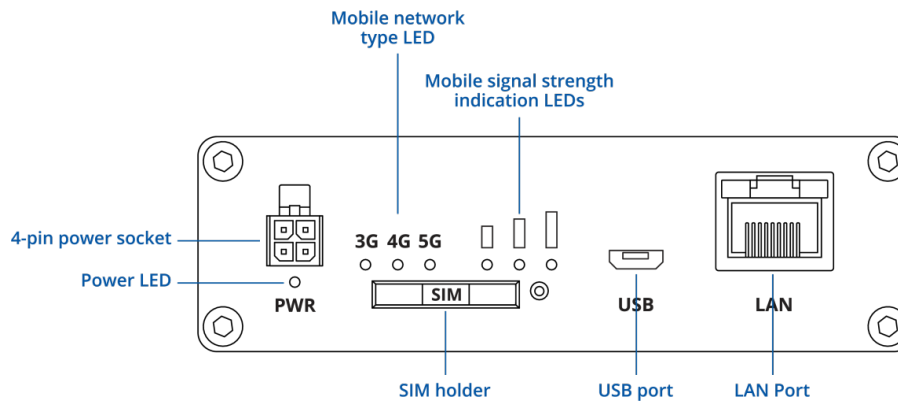 Mobile network
type LED
Mobile signal strength
indication LEDs
4-pin power socket
3G 4G 5G
Power LED
PWR
SIM
USB
LAN
SIM holder
USB port
LAN Port